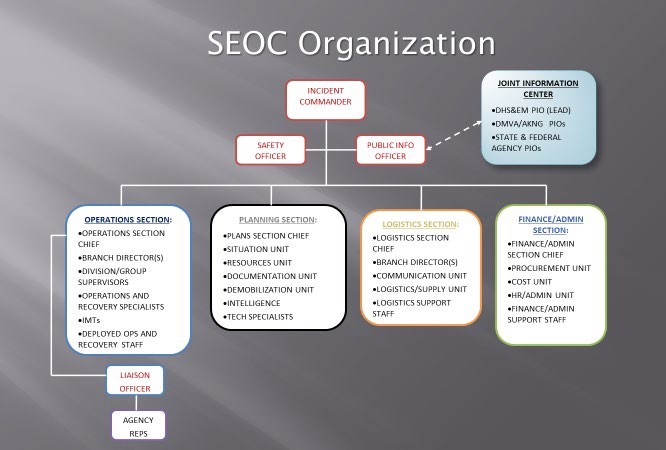 SEOC Organization
INCIDENT
COMMANDER
SAFETY
OFFICER
PUBLIC INFO
OFFICER
JOINT INFORMATION
CENTER
•DHS&EM PIO (LEAD)
•DMVA/AKNG PIOs
•STATE & FEDERAL
AGENCY PIOs
OPERATIONS SECTION:
•OPERATIONS SECTION
CHIEF
•BRANCH DIRECTOR(S)
•DIVISION/GROUP
SUPERVISORS
•OPERATIONS AND
RECOVERY SPECIALISTS
•IMTs
•DEPLOYED OPS AND
RECOVERY STAFF
PLANNING SECTION:
•PLANS SECTION CHIEF
•SITUATION UNIT
•RESOURCES UNIT
•DOCUMENTATION UNIT
•DEMOBILIZATION UNIT
•INTELLIGENCE
•TECH SPECIALISTS
LOGISTICS SECTION:
•LOGISTICS SECTION
CHIEF
•BRANCH DIRECTOR(S)
•COMMUNICATION UNIT
•LOGISTICS/SUPPLY UNIT
•LOGISTICS SUPPORT
STAFF
FINANCE/ADMIN
SECTION:
•FINANCE/ADMIN
SECTION CHIEF
•PROCUREMENT UNIT
•COST UNIT
•HR/ADMIN UNIT
•FINANCE/ADMIN
SUPPORT STAFF
LIAISON
OFFICER
AGENCY
REPS